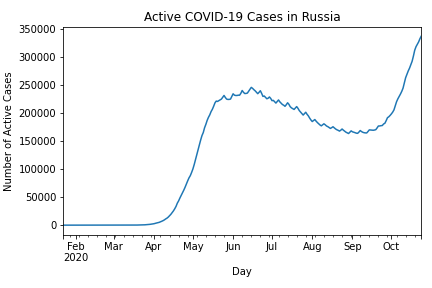 Active COVID-19 Cases in Russia
350000
300000
250000
200000
150000
100000
50000
0
Number of Active Cases
Feb Mar Apr May Jun Jul Aug Sep Oct
2020
Day